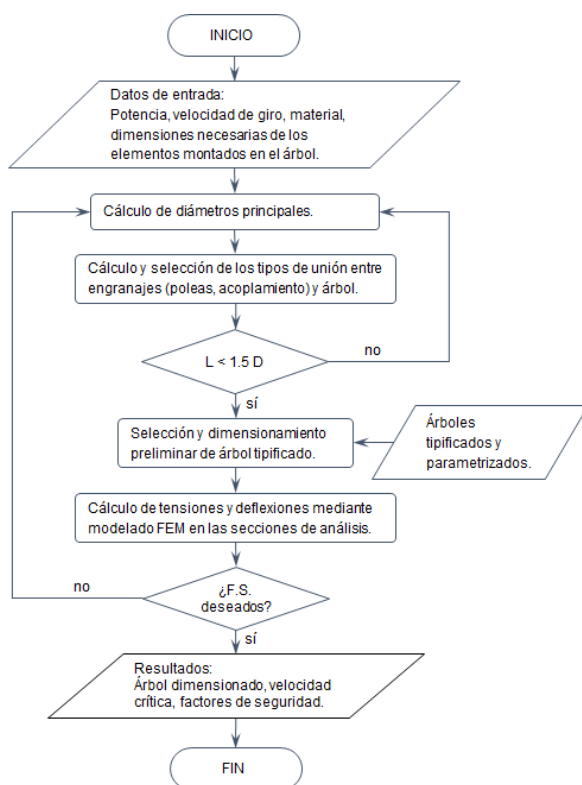 INICIO
Datos de entrada:
Potencia, velocidad de giro, material,
dimensiones necesarias de los
elementos montados en el árbol.
Cálculo de diámetros principales.
Cálculo y selección de los tipos de unión entre
engranajes (poleas, acoplamiento) y árbol.
L < 1.5 D
no
sí
Selección y dimensionamiento
preliminar de árbol tipificado.
Árboles
tipificados y
parametrizados.
Cálculo de tensiones y deflexiones mediante
modelado FEM en las secciones de análisis.
no
¿F.S.
deseados?
sí
Resultados:
Árbol dimensionado, velocidad
crítica, factores de seguridad.
FIN